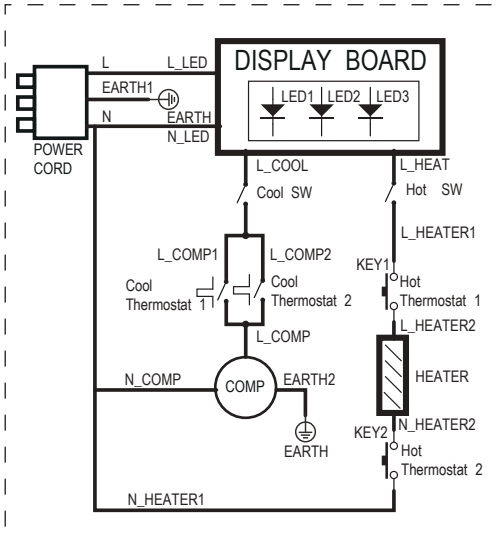 DISPLAY BOARD
LED1 LED2 LED3
L L_LED
EARTH1
N EARTH
N_LED
POWER
CORD
L_COOL
L_HEAT
Cool SW
Hot SW
L_HEATER1
L_COMP1 L_COMP2
KEY1
Cool
Thermostat 1
Cool
Thermostat 2
Hot
Thermostat 1
L_HEATER2
L_COMP
HEATER
N_COMP
COMP
EARTH2
EARTH
N_HEATER2
KEY2
Hot
Thermostat 2
N_HEATER1